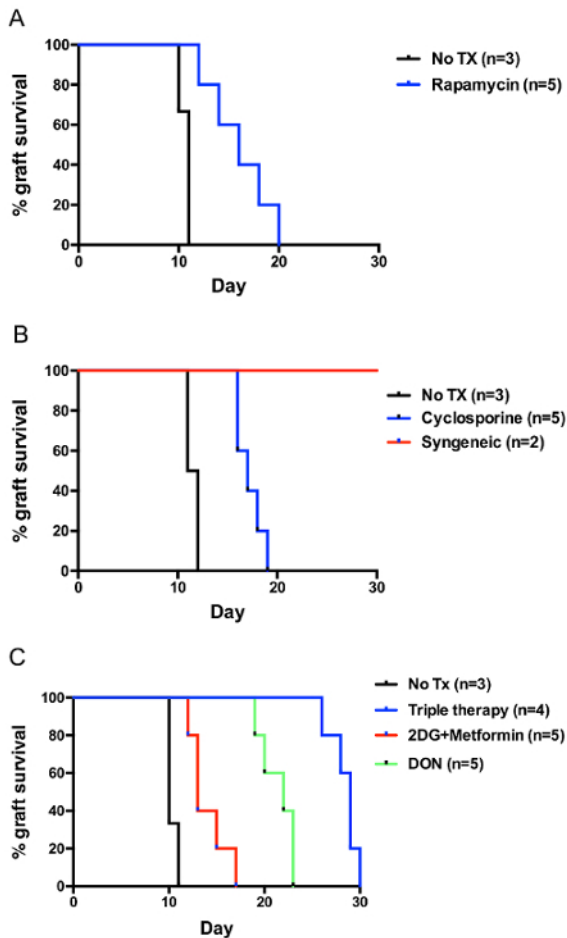 A
% graft survival
100
80
60
40
20
0
0 10 20 30
Day
No TX (n=3)
Rapamycin (n=5)
B
% graft survival
100
80
60
40
20
0
0 10 20 30
Day
No TX (n=3)
Cyclosporine (n=5)
Syngeneic (n=2)
C
% graft survival
100
80
60
40
20
0
0 10 20 30
Day
No Tx (n=3)
Triple therapy (n=4)
2DG+Metformin (n=5)
DON (n=5)